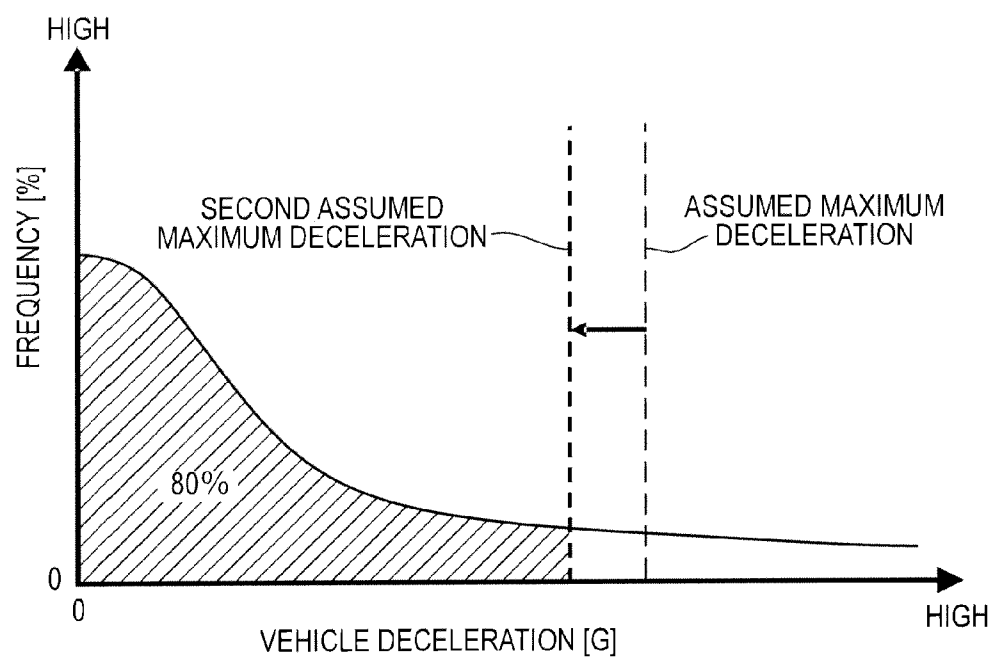 HIGH
FREQUENCY [%]
SECOND ASSUMED
MAXIMUM DECELERATION
ASSUMED MAXIMUM
DECELERATION
80%
0
0
HIGH
VEHICLE DECELERATION [G]